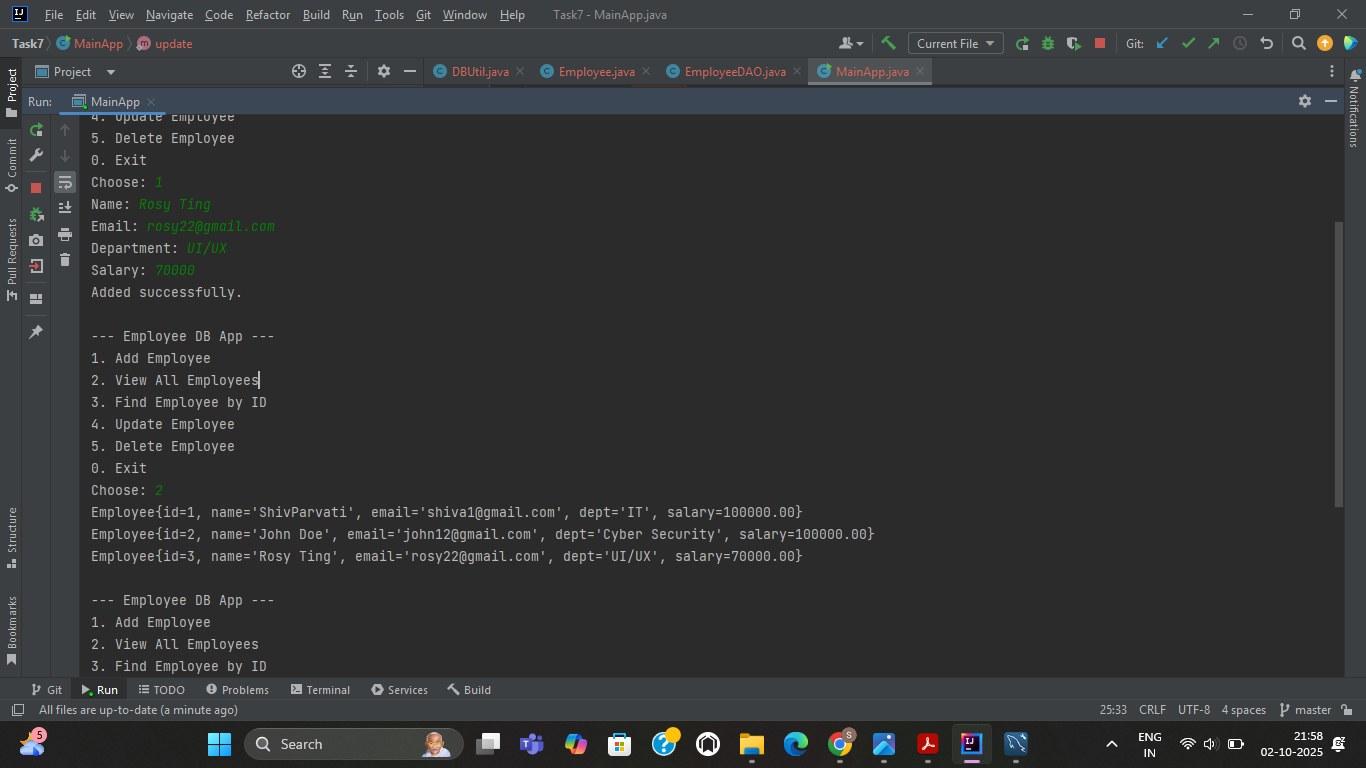 File Edit View Navigate Code Refactor Build Run Tools Git Window Help Task7 - MainApp.java
Task7 MainApp update Current File Git:
Project DBUtil.java Employee.java EmployeeDAO.java MainApp.java
Run: MainApp
4. Update Employee
5. Delete Employee
0. Exit
Choose: 1
Name: Rosy Ting
Email: rosy22@gmail.com
Department: UI/UX
Salary: 70000
Added successfully.
--- Employee DB App ---
1. Add Employee
2. View All Employees
3. Find Employee by ID
4. Update Employee
5. Delete Employee
0. Exit
Choose: 2
Employee{id=1, name='ShivParvati', email='shiva1@gmail.com', dept='IT', salary=100000.00}
Employee{id=2, name='John Doe', email='john12@gmail.com', dept='Cyber Security', salary=100000.00}
Employee{id=3, name='Rosy Ting', email='rosy22@gmail.com', dept='UI/UX', salary=70000.00}
--- Employee DB App ---
1. Add Employee
2. View All Employees
3. Find Employee by ID
Project
Commit
Pull Requests
Structure
Bookmarks
Notifications
Git Run TODO Problems Terminal Services Build
All files are up-to-date (a minute ago) 25:33 CRLF UTF-8 4 spaces master
5 Search S ENG IN 21:58 02-10-2025